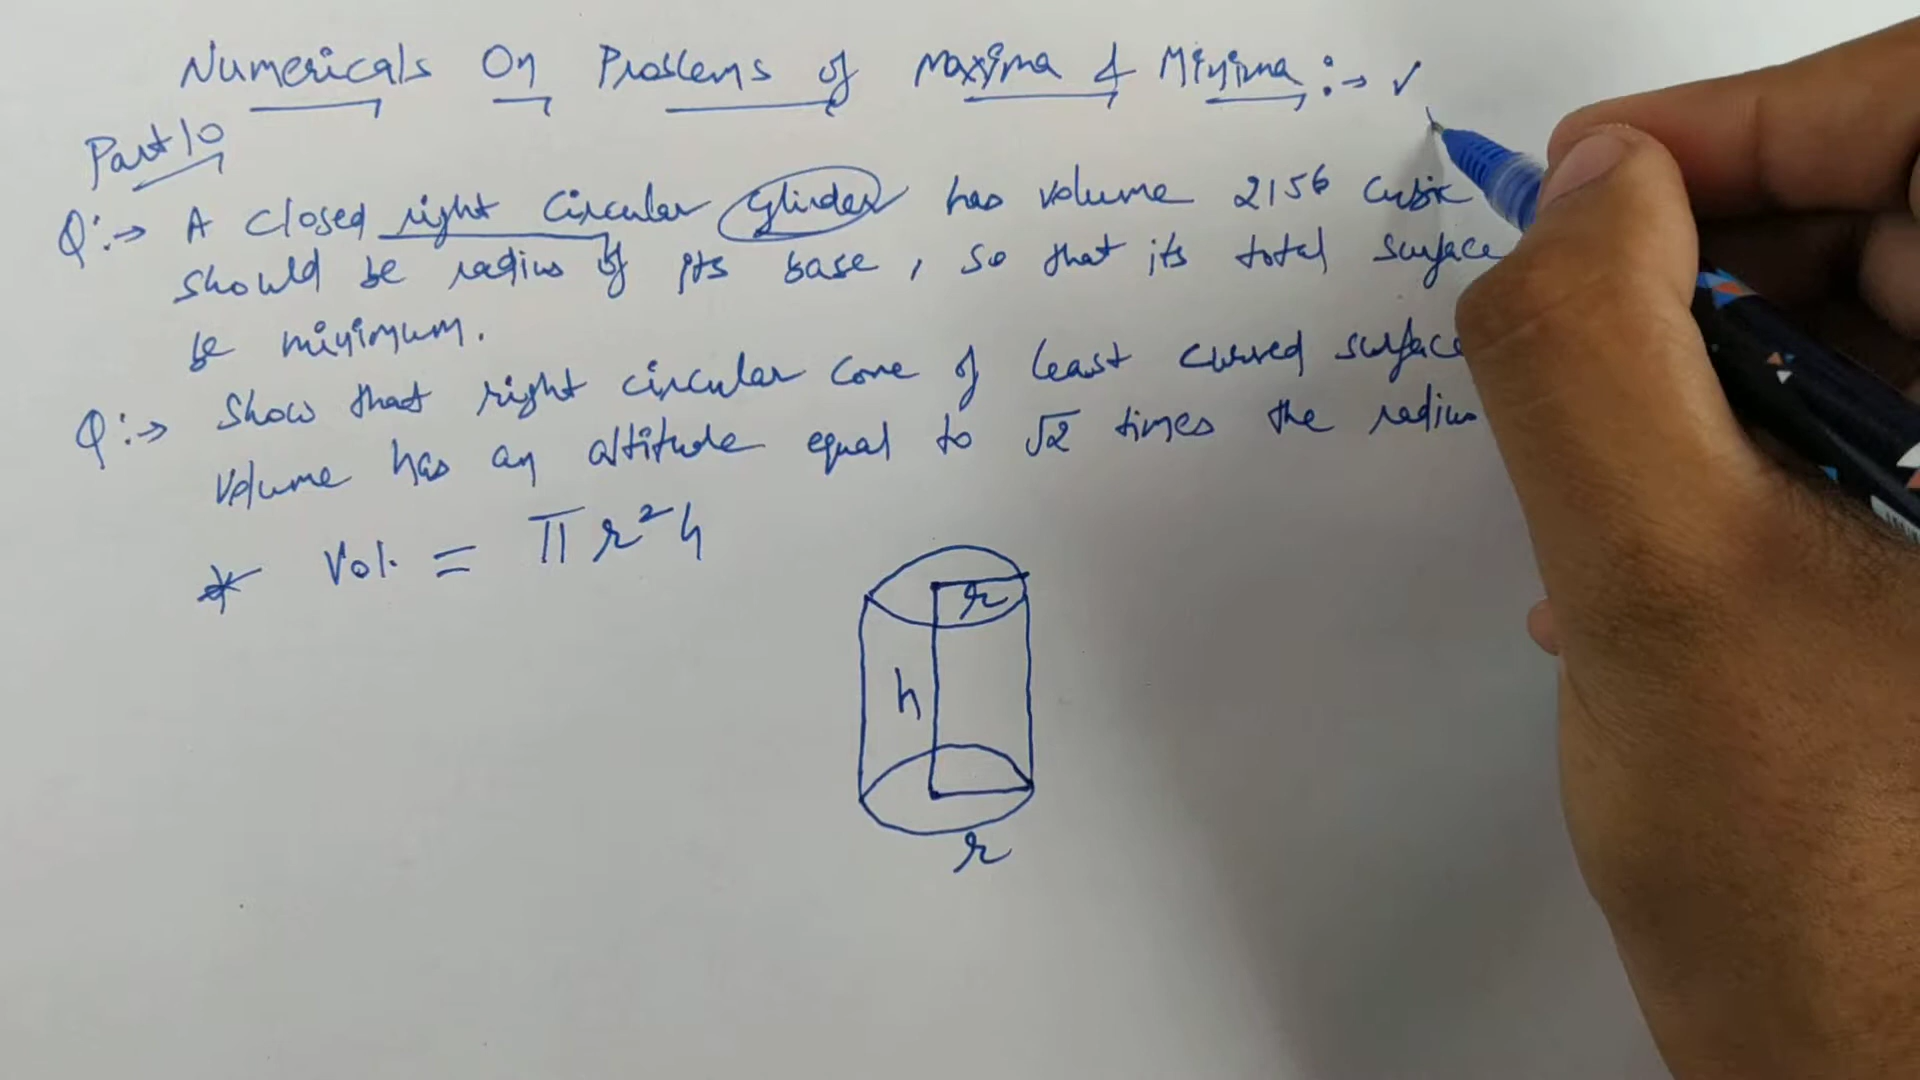 Numericals On Problems of Maxima & Minima :→ ✓
Part 10
Q:→ A closed right circular cylinder has volume 2156 cubic
should be radius of its base, so that its total surface
be minimum.
Q:→ Show that right circular cone of least curved surface
volume has an altitude equal to √2 times the radius
* Vol. = π r² h
r
h
r